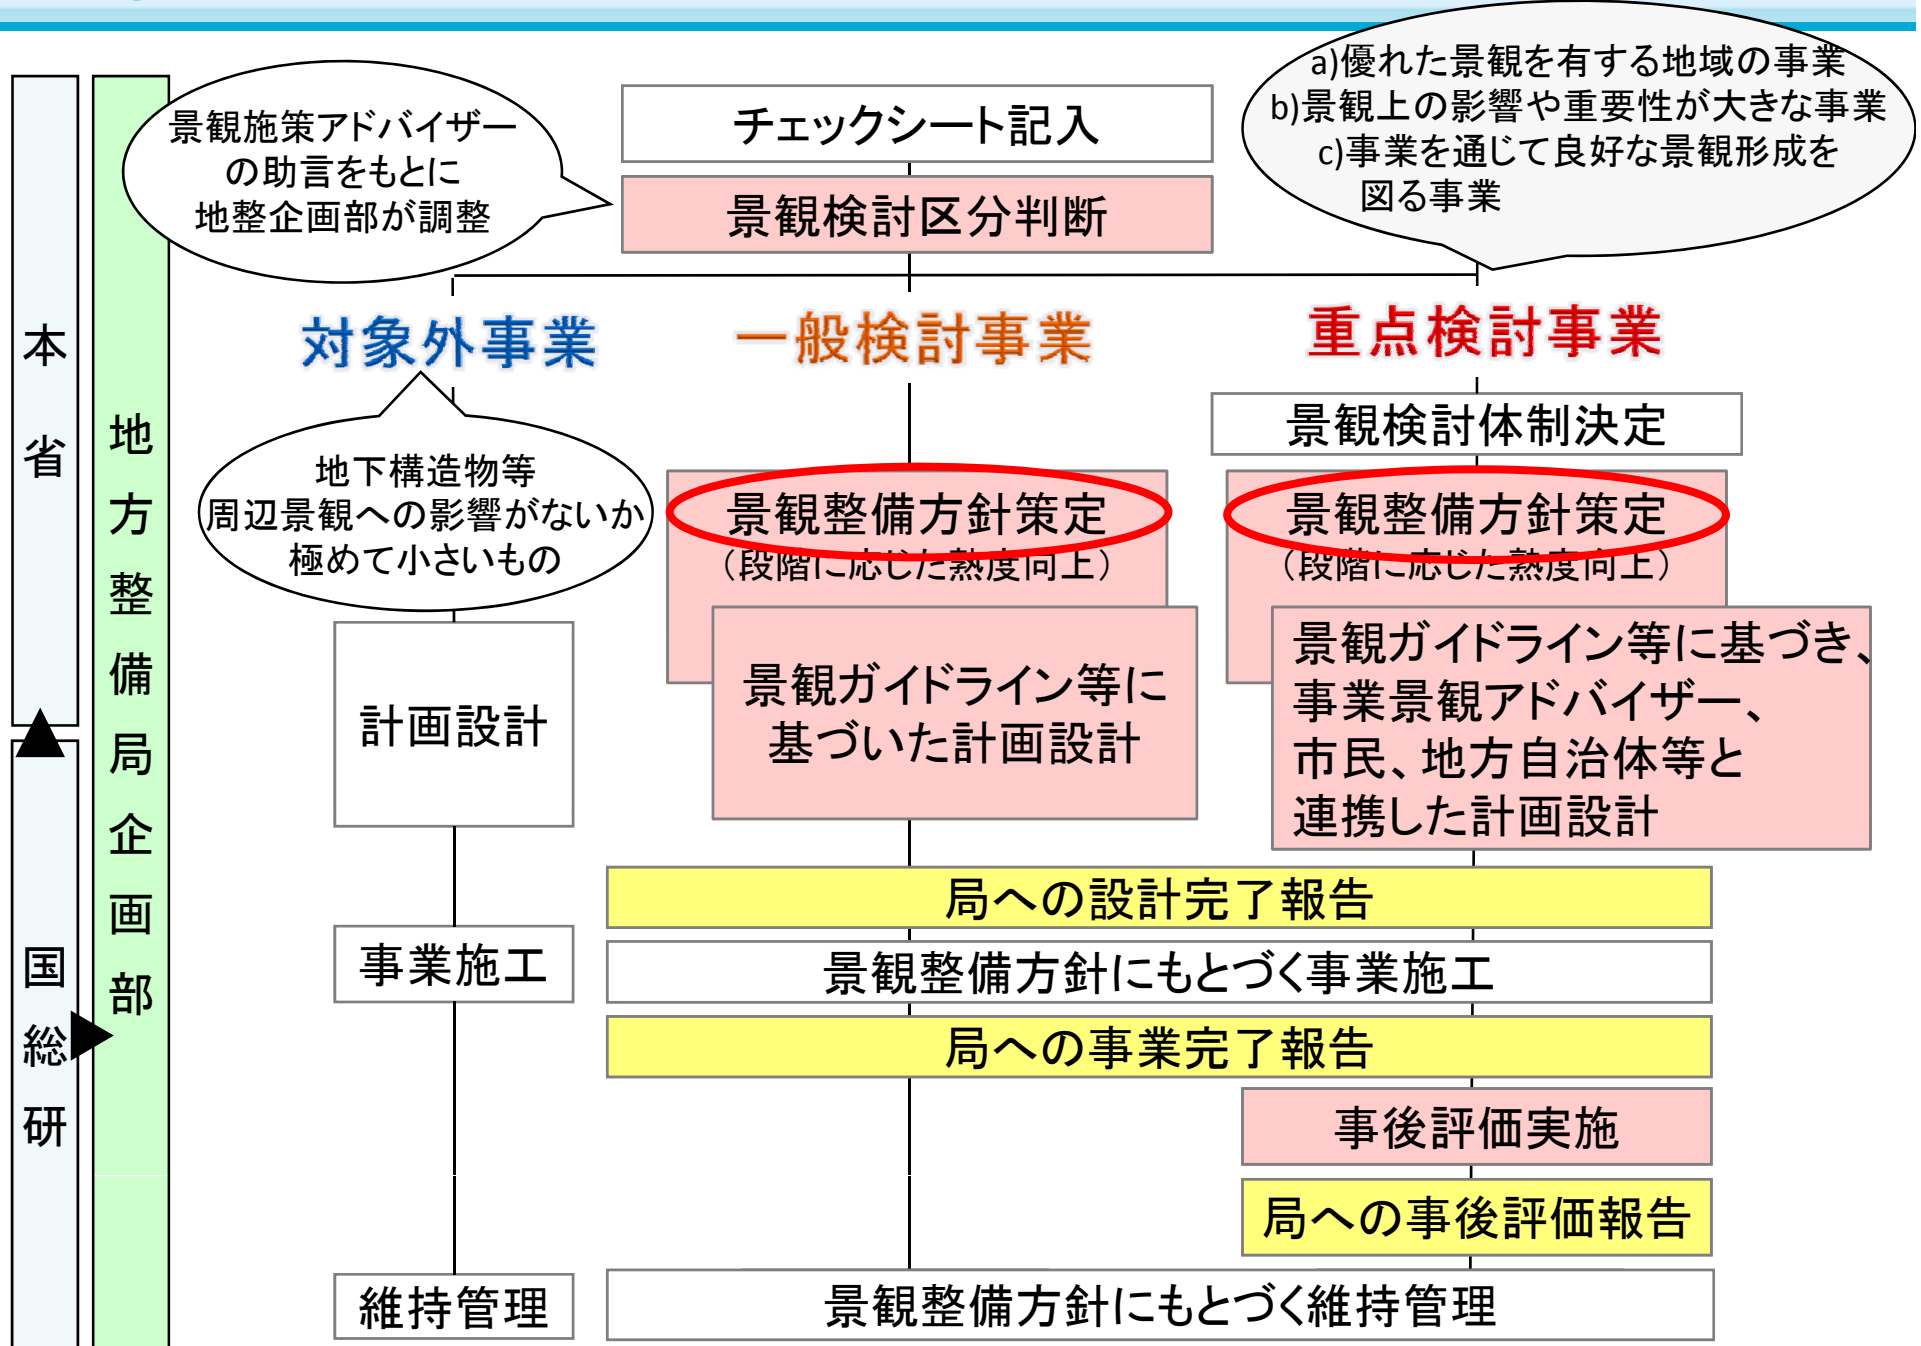 本省
国総研
地方整備局企画部
景観施策アドバイザー
の助言をもとに
地整企画部が調整
チェックシート記入
景観検討区分判断
a)優れた景観を有する地域の事業
b)景観上の影響や重要性が大きな事業
c)事業を通じて良好な景観形成を
図る事業
対象外事業
一般検討事業
重点検討事業
地下構造物等
周辺景観への影響がないか
極めて小さいもの
景観検討体制決定
景観整備方針策定
（段階に応じた熟度向上）
景観整備方針策定
（段階に応じた熟度向上）
計画設計
景観ガイドライン等に
基づいた計画設計
景観ガイドライン等に基づき、
事業景観アドバイザー、
市民、地方自治体等と
連携した計画設計
局への設計完了報告
事業施工
景観整備方針にもとづく事業施工
局への事業完了報告
事後評価実施
局への事後評価報告
維持管理
景観整備方針にもとづく維持管理